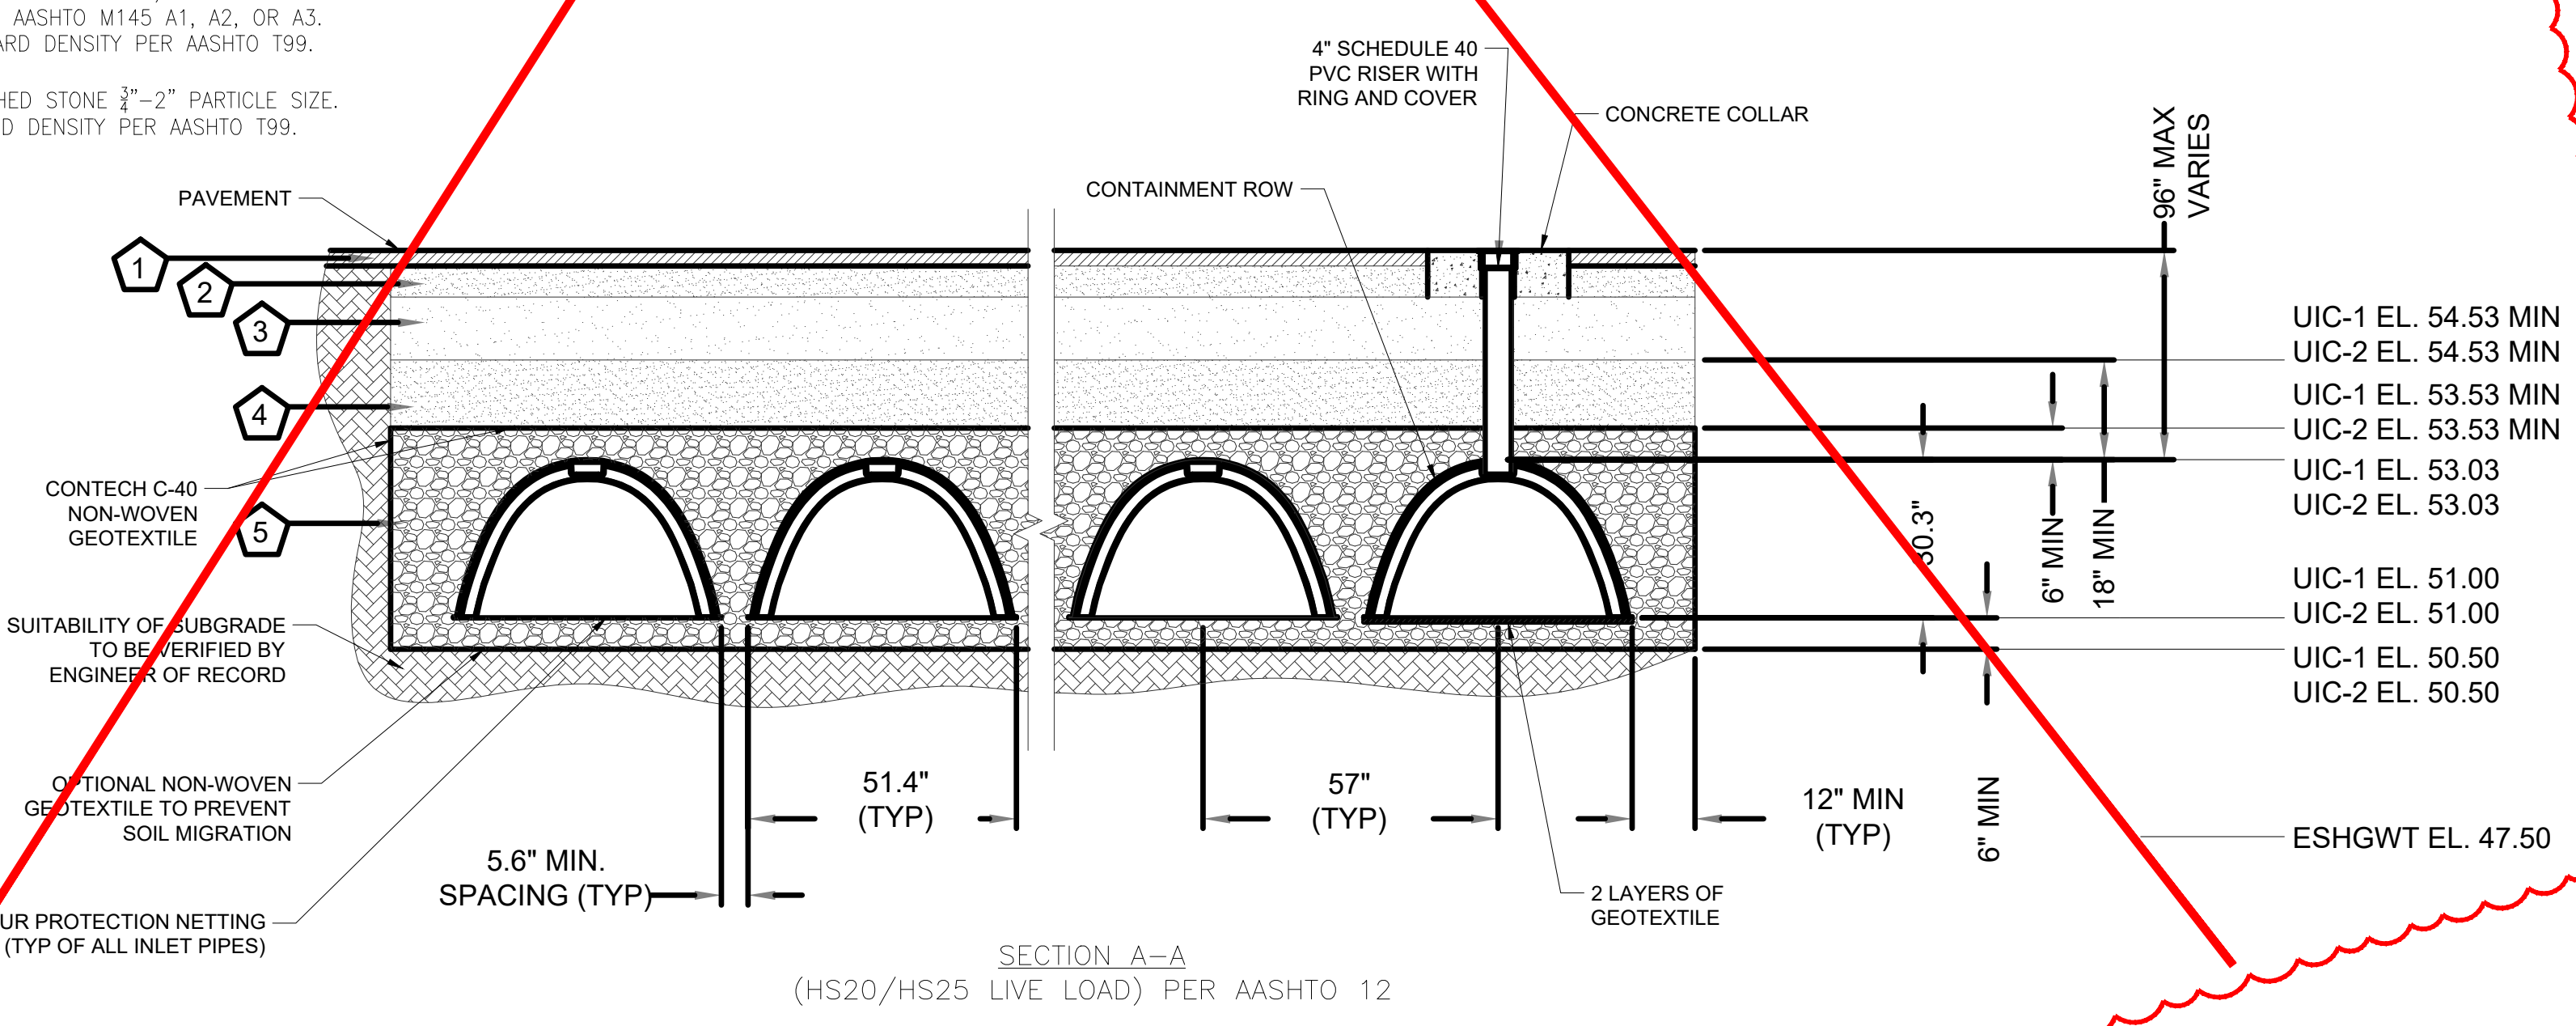 AASHTO M145 A1, A2, OR A3.
ARD DENSITY PER AASHTO T99.
HED STONE 3/4"-2" PARTICLE SIZE.
D DENSITY PER AASHTO T99.
4" SCHEDULE 40
PVC RISER WITH
RING AND COVER
CONCRETE COLLAR
96" MAX
VARIES
PAVEMENT
CONTAINMENT ROW
1
2
3
4
5
UIC-1 EL. 54.53 MIN
UIC-2 EL. 54.53 MIN
UIC-1 EL. 53.53 MIN
UIC-2 EL. 53.53 MIN
UIC-1 EL. 53.03
UIC-2 EL. 53.03
CONTECH C-40
NON-WOVEN
GEOTEXTILE
30.3"
6" MIN
18" MIN
UIC-1 EL. 51.00
UIC-2 EL. 51.00
SUITABILITY OF SUBGRADE
TO BE VERIFIED BY
ENGINEER OF RECORD
UIC-1 EL. 50.50
UIC-2 EL. 50.50
OPTIONAL NON-WOVEN
GEOTEXTILE TO PREVENT
SOIL MIGRATION
51.4"
(TYP)
57"
(TYP)
12" MIN
(TYP)
6" MIN
ESHGWT EL. 47.50
5.6" MIN.
SPACING (TYP)
2 LAYERS OF
GEOTEXTILE
UR PROTECTION NETTING
(TYP OF ALL INLET PIPES)
SECTION A-A
(HS20/HS25 LIVE LOAD) PER AASHTO 12